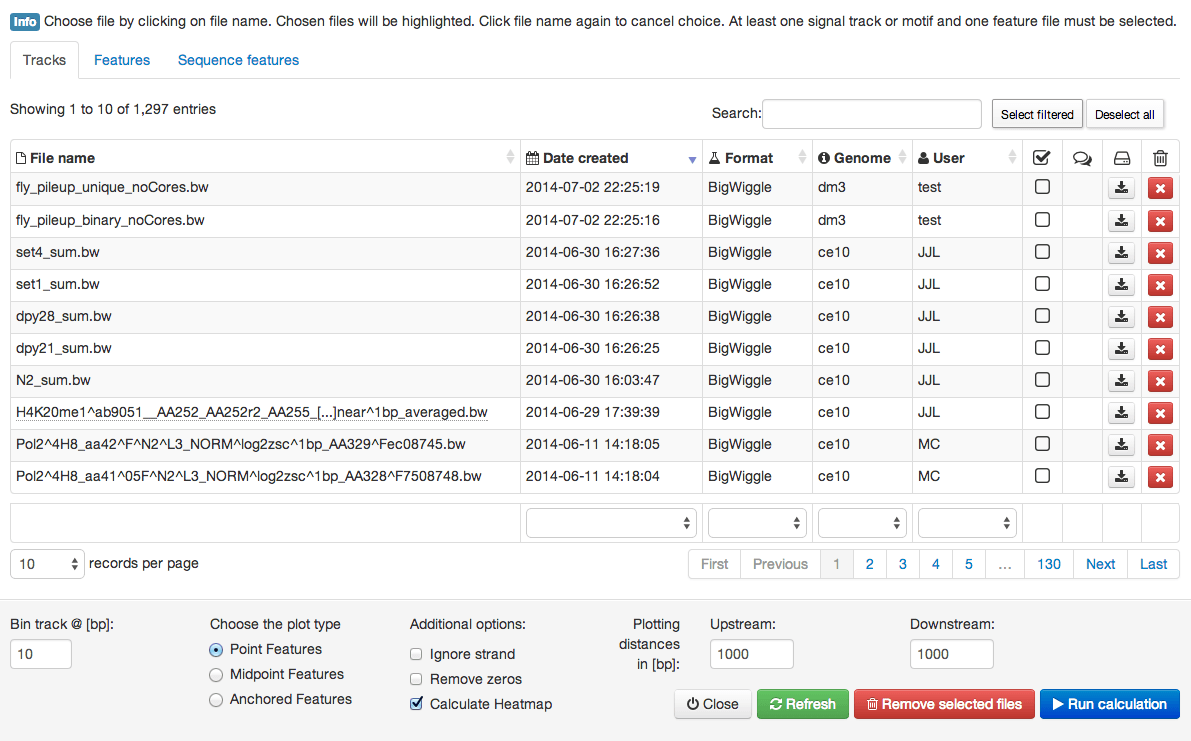 Info Choose file by clicking on file name. Chosen files will be highlighted. Click file name again to cancel choice. At least one signal track or motif and one feature file must be selected.
Tracks Features Sequence features
Showing 1 to 10 of 1,297 entries Search: Select filtered Deselect all
File name Date created Format Genome User
fly_pileup_unique_noCores.bw 2014-07-02 22:25:19 BigWiggle dm3 test
fly_pileup_binary_noCores.bw 2014-07-02 22:25:16 BigWiggle dm3 test
set4_sum.bw 2014-06-30 16:27:36 BigWiggle ce10 JJL
set1_sum.bw 2014-06-30 16:26:52 BigWiggle ce10 JJL
dpy28_sum.bw 2014-06-30 16:26:38 BigWiggle ce10 JJL
dpy21_sum.bw 2014-06-30 16:26:25 BigWiggle ce10 JJL
N2_sum.bw 2014-06-30 16:03:47 BigWiggle ce10 JJL
H4K20me1^ab9051__AA252_AA252r2_AA255_[...]near^1bp_averaged.bw 2014-06-29 17:39:39 BigWiggle ce10 JJL
Pol2^4H8_aa42^F^N2^L3_NORM^log2zsc^1bp_AA329^Fec08745.bw 2014-06-11 14:18:05 BigWiggle ce10 MC
Pol2^4H8_aa41^05F^N2^L3_NORM^log2zsc^1bp_AA328^F7508748.bw 2014-06-11 14:18:04 BigWiggle ce10 MC
10 records per page First Previous 1 2 3 4 5 ... 130 Next Last
Bin track @ [bp]: Choose the plot type Additional options: Plotting Upstream: Downstream:
distances
in [bp]:
10 Point Features Ignore strand 1000 1000
Midpoint Features Remove zeros
Anchored Features Calculate Heatmap Close Refresh Remove selected files Run calculation